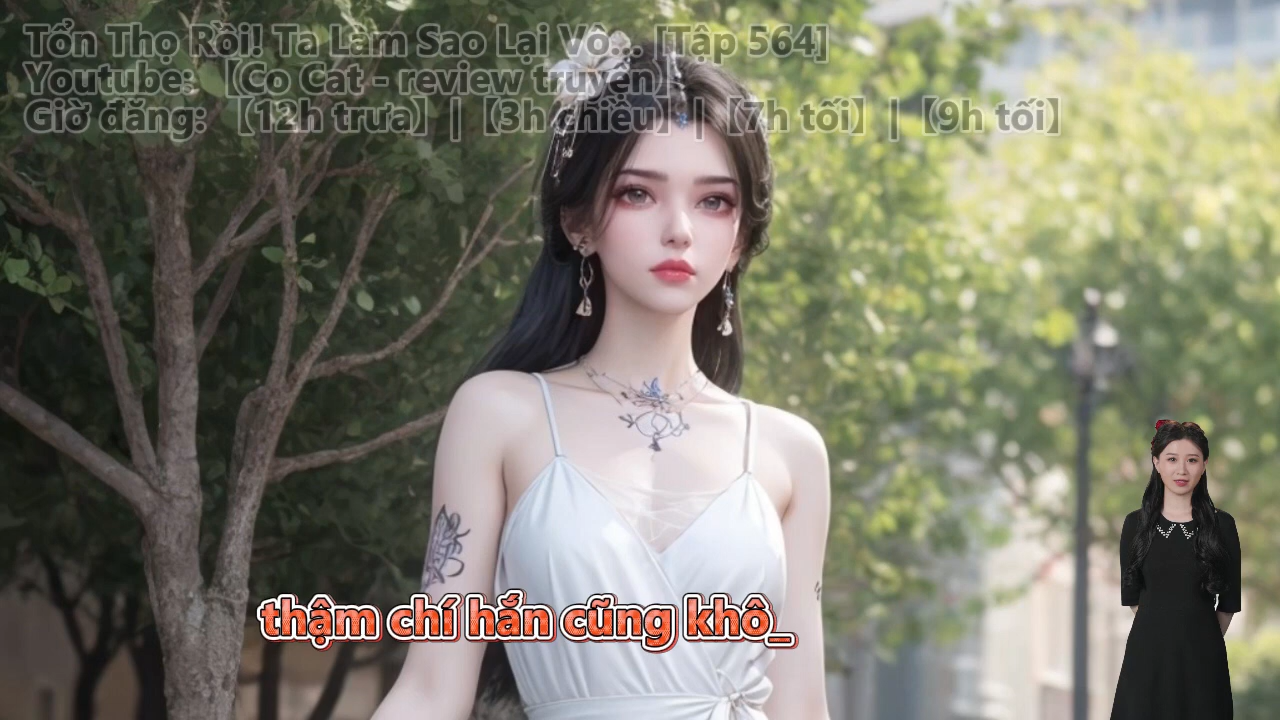 Tổn Thọ Rồi! Ta Làm Sao Lại Vô... [Tập 564]
Youtube: [Cọ Cat - review truyện]
Giờ đăng: [12h trưa] | [3h chiều] | [7h tối] | [9h tối]
thậm chí hắn cũng khô_